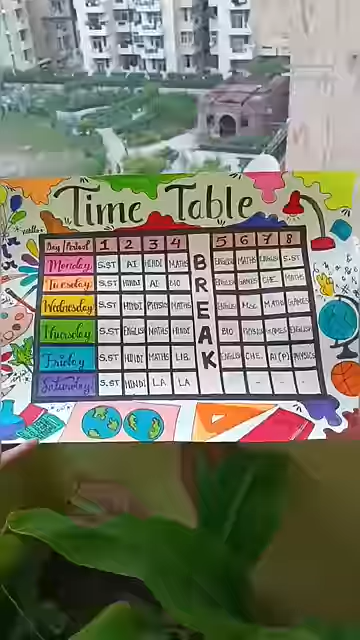 Time Table
Day/Period 1 2 3 4 5 6 7 8
Monday S.ST AI HINDI MATHS ENGLISH MATHS ENGLISH S.ST
Tuesday S.ST HINDI AI BIO ENGLISH GAMES CHE. MATHS
Wednesday S.ST HINDI PHYSICS MATHS ENGLISH MATHS GAMES
Thursday S.ST ENGLISH MATHS HINDI BIO PHYSICS GAMES ENGLISH
Friday S.ST HINDI MATHS LIB. ENGLISH CHE. AI(P) PHYSICS
Saturday S.ST HINDI LA LA - - - -
BREAK